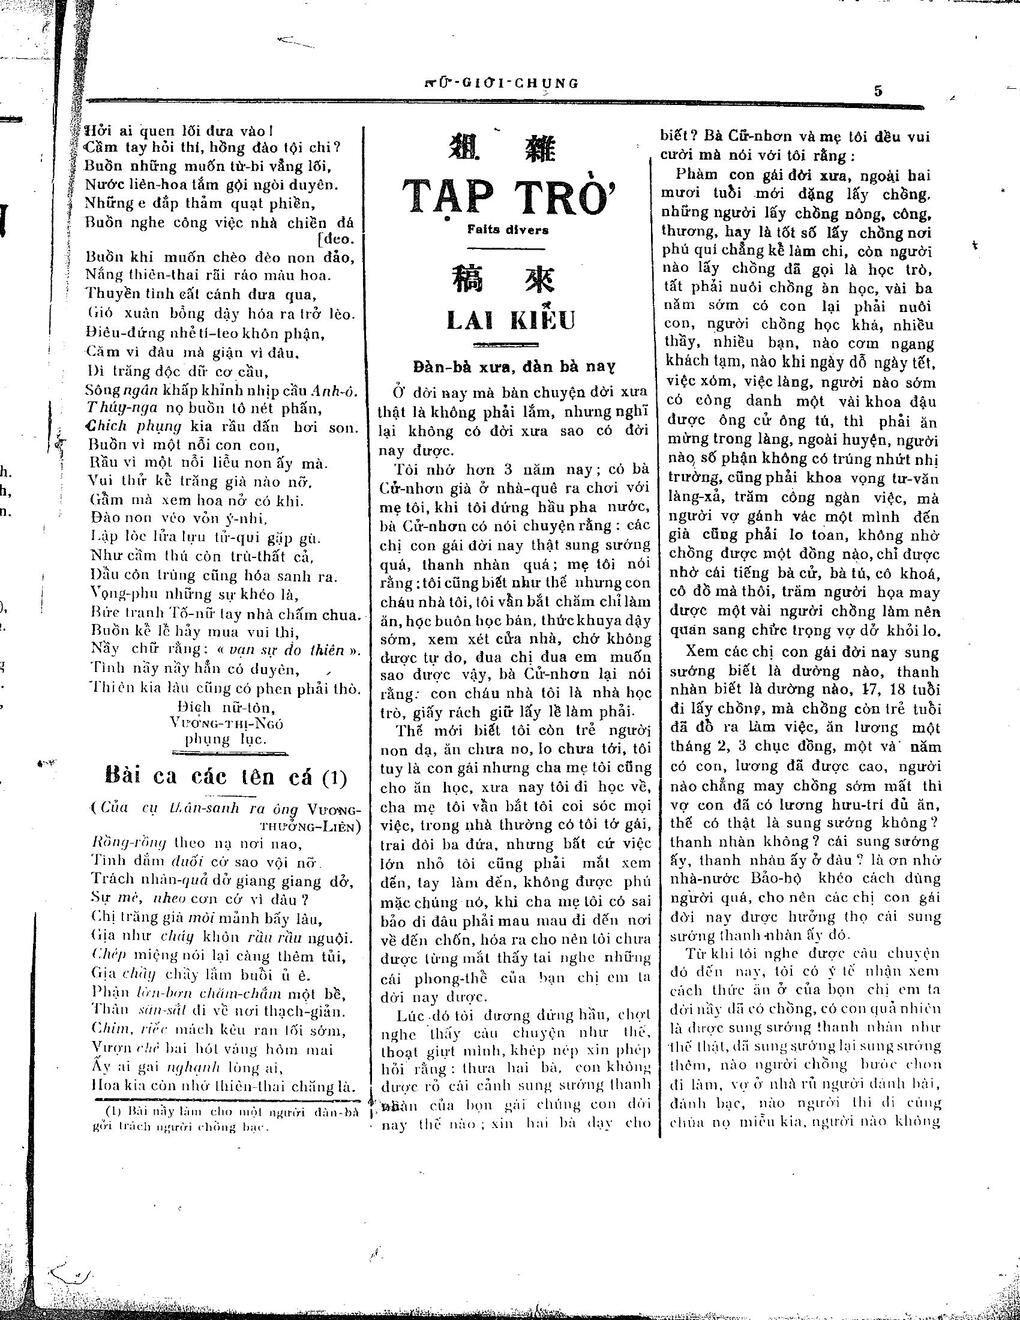 NỮ-GIỚI-CHUNG
5
Hỡi ai quen lối đưa vào!
Cầm tay hỏi thí, hồng đào tội chi?
Buồn những muốn từ-bi vẳng lối,
Nước liên-hoa tắm gội ngòi duyên.
Những e đắp thảm quạt phiền,
Buồn nghe công việc nhà chiền đá
[đeo.
Buồn khi muốn chèo đèo non đảo,
Nắng thiên-thai rãi ráo màu hoa.
Thuyền tình cất cánh đưa qua,
Gió xuân bồng dậy hóa ra trở lèo.
Điêu-đứng nhẻ tí-teo khôn phận,
Căm vì đâu mà giận vì đâu,
Di trăng độc dữ cơ cầu,
Sông ngân khấp khỉnh nhịp cầu Anh-ô.
Thúy-nga nọ buồn tô nét phấn,
Chich phụng kia rầu dấn hơi son.
Buồn vì một nỗi con con,
Rầu vì một nỗi liễu non ấy mà.
Vui thử kề trăng già nào nỡ,
Gẫm mà xem hoa nở có khi.
Đào non véo vỏn ý-nhi,
Lập lòe lửa lựu tử-qui gặp gù.
Như cầm thú còn trù-thất cả,
Dầu côn trùng cũng hóa sanh ra.
Vọng-phu những sự khéo là,
Bức tranh Tố-nữ tay nhà chấm chua.
Buồn kể lể hảy mua vui thí,
Nầy chữ rằng: « vạn sự do thiên ».
Tình nầy nầy hẳn có duyên,
Thiên kia làu cũng có phen phải thò.
Địch nữ-tôn,
VƯƠNG-THỊ-NGÓ
phụng lục.
Bài ca các tên cá (1)
(Của cụ thân-sanh ra ông VƯƠNG-
THƯỞNG-LIÊN)
Rồng-rồng theo nạ nơi nao,
Tình dầm duối cớ sao vội nỡ.
Trách nhàn-quả dở giang giang dở,
Sự mè, nheo cơn cớ vì đâu?
Chị trăng già mòi mảnh bấy lâu,
Gịa như cháy khôn rầu rầu nguội.
Chép miệng nói lại càng thêm tủi,
Gịa chày chầy lắm buổi ủ ê.
Phận lờn-bơn chăm-chắm một bề,
Thân săn-sắt đi về nơi thạch-giản.
Chim, riếc mách kêu ran tối sớm,
Vượn chê hai hót vàng hôm mai
Ấy ai gai nghạnh lòng ai,
Hoa kia còn nhớ thiên-thai chăng là.
(1) Bài nầy làm cho một người đàn-bà
gởi trách người chồng bạc.
俎 雜
TẠP TRỞ
Faits divers
稿 來
LAI KIỂU
Đàn-bà xưa, đàn bà nay
Ở đời nay mà bàn chuyện đời xưa
thật là không phải lắm, nhưng nghĩ
lại không có đời xưa sao có đời
nay được.
Tôi nhớ hơn 3 năm nay; có bà
Cử-nhơn già ở nhà-quê ra chơi với
mẹ tôi, khi tôi đứng hầu pha nước,
bà Cử-nhơn có nói chuyện rằng: các
chị con gái đời nay thật sung sướng
quá, thanh nhàn quá; mẹ tôi nói
rằng: tôi cũng biết như thế nhưng con
cháu nhà tôi, tôi vẫn bắt chăm chỉ làm
ăn, học buôn học bán, thức khuya dậy
sớm, xem xét cửa nhà, chớ không
được tự do, đua chị đua em muốn
sao được vậy, bà Cử-nhơn lại nói
rằng: con cháu nhà tôi là nhà học
trò, giấy rách giữ lấy lề làm phải.
Thế mới biết tôi còn trẻ người
non dạ, ăn chưa no, lo chưa tới, tôi
tuy là con gái nhưng cha mẹ tôi cũng
cho ăn học, xưa nay tôi đi học về,
cha mẹ tôi vẫn bắt tôi coi sóc mọi
việc, trong nhà thường có tôi tớ gái,
trai đôi ba đứa, nhưng bất cứ việc
lớn nhỏ tôi cũng phải mắt xem
đến, tay làm đến, không được phú
mặc chúng nó, khi cha mẹ tôi có sai
bảo đi đâu phải mau mau đi đến nơi
về đến chốn, hóa ra cho nên tôi chưa
được từng mắt thấy tai nghe những
cái phong-thể của bạn chị em ta
đời nay được.
Lúc đó tôi đương đứng hầu, chợt
nghe thấy câu chuyện như thế,
thoạt giựt mình, khép nép xin phép
hỏi rằng: thưa hai bà, con không
được rỏ cái cảnh sung sướng thanh
nhàn của bọn gái chúng con đời
nay thế nào; xin hai bà dạy cho
biết? Bà Cử-nhơn và mẹ tôi đều vui
cười mà nói với tôi rằng:
Phàm con gái đời xưa, ngoài hai
mươi tuổi mới đặng lấy chồng,
những người lấy chồng nông, công,
thương, hay là tốt số lấy chồng nơi
phú quí chẳng kể làm chi, còn người
nào lấy chồng đã gọi là học trò,
tất phải nuôi chồng ăn học, vài ba
năm sớm có con lại phải nuôi
con, người chồng học khá, nhiều
thầy, nhiều bạn, nào cơm ngang
khách tạm, nào khi ngày dỗ ngày tết,
việc xóm, việc làng, người nào sớm
có công danh một vài khoa đậu
được ông cử ông tú, thì phải ăn
mừng trong làng, ngoài huyện, người
nào, số phận không có trúng nhứt nhị
trường, cũng phải khoa vọng tư-văn
làng-xả, trăm công ngàn việc, mà
người vợ gánh vác một mình đến
già cũng phải lo toan, không nhờ
chồng được một đồng nào, chỉ được
nhờ cái tiếng bà cử, bà tú, cô khoá,
cô đồ mà thôi, trăm người họa may
được một vài người chồng làm nên
quan sang chức trọng vợ đở khỏi lo.
Xem các chị con gái đời nay sung
sướng biết là dường nào, thanh
nhàn biết là dường nào, 17, 18 tuổi
đi lấy chồng, mà chồng còn trẻ tuổi
đã đổ ra làm việc, ăn lương một
tháng 2, 3 chục đồng, một và năm
có con, lương đã được cao, người
nào chẳng may chồng sớm mất thì
vợ con đã có lương hưu-trí đủ ăn,
thế có thật là sung sướng không?
thanh nhàn không? cái sung sướng
ấy, thanh nhàn ấy ở đâu? là ơn nhờ
nhà-nước Bảo-hộ khéo cách dùng
người quá, cho nên các chị con gái
đời nay được hưởng thọ cái sung
sướng thanh-nhàn ấy đó.
Từ khi tôi nghe được câu chuyện
đó đến nay, tôi có ý tế nhận xem
cách thức ăn ở của bọn chị em ta
đời nầy đã có chồng, có con quả nhiên
là được sung sướng thanh nhàn như
thế thật, đã sung sướng lại sung sướng
thêm, nào người chồng bước chơn
đi làm, vợ ở nhà rủ người đánh bài,
đánh bạc, nào người thì đi cúng
chùa nọ miểu kia, người nào không